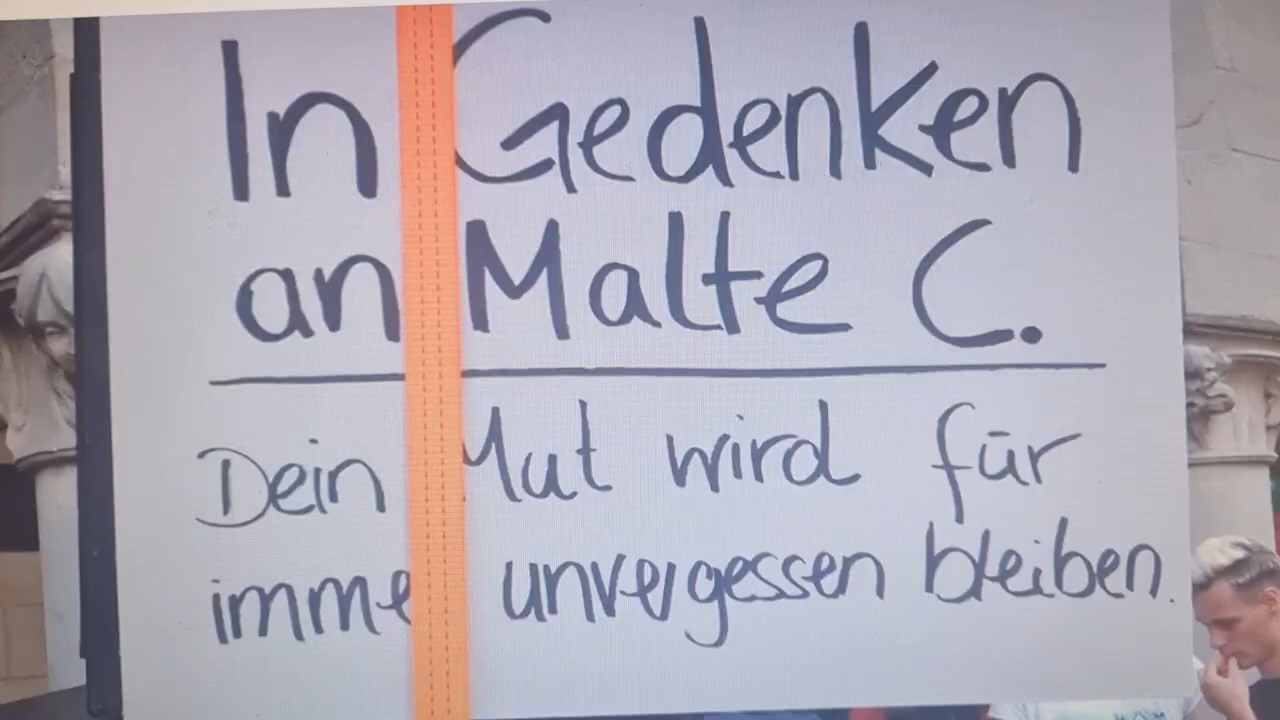 In Gedenken
an Malte C.
Dein Mut wird für
immer unvergessen bleiben.